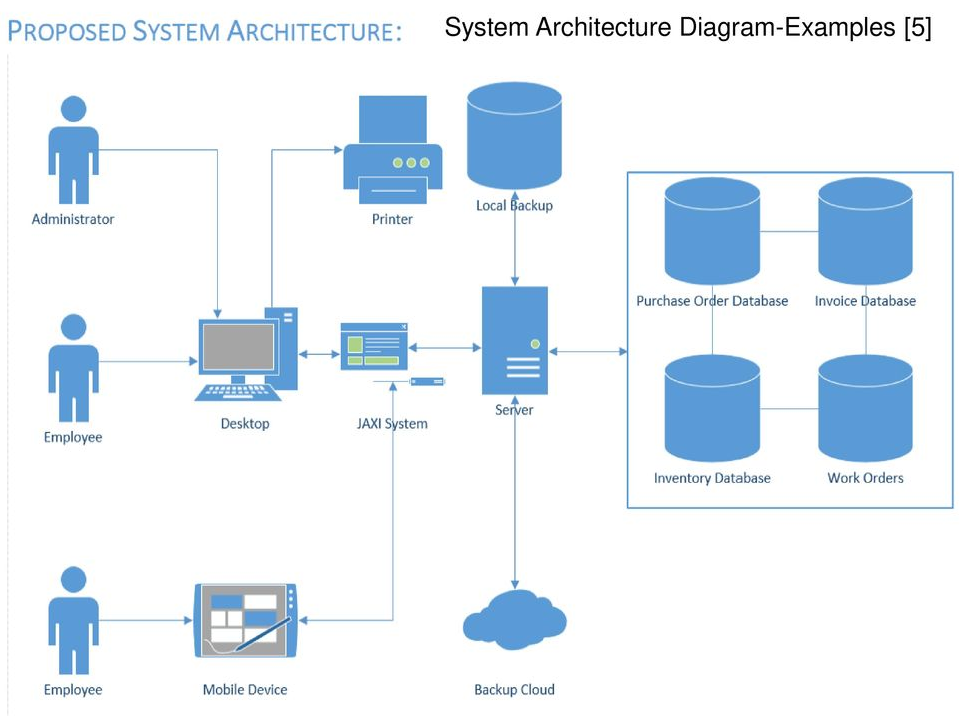 PROPOSED SYSTEM ARCHITECTURE:
System Architecture Diagram-Examples [5]
Administrator
Printer
Local Backup
Purchase Order Database
Invoice Database
Employee
Desktop
JAXI System
Server
Inventory Database
Work Orders
Employee
Mobile Device
Backup Cloud